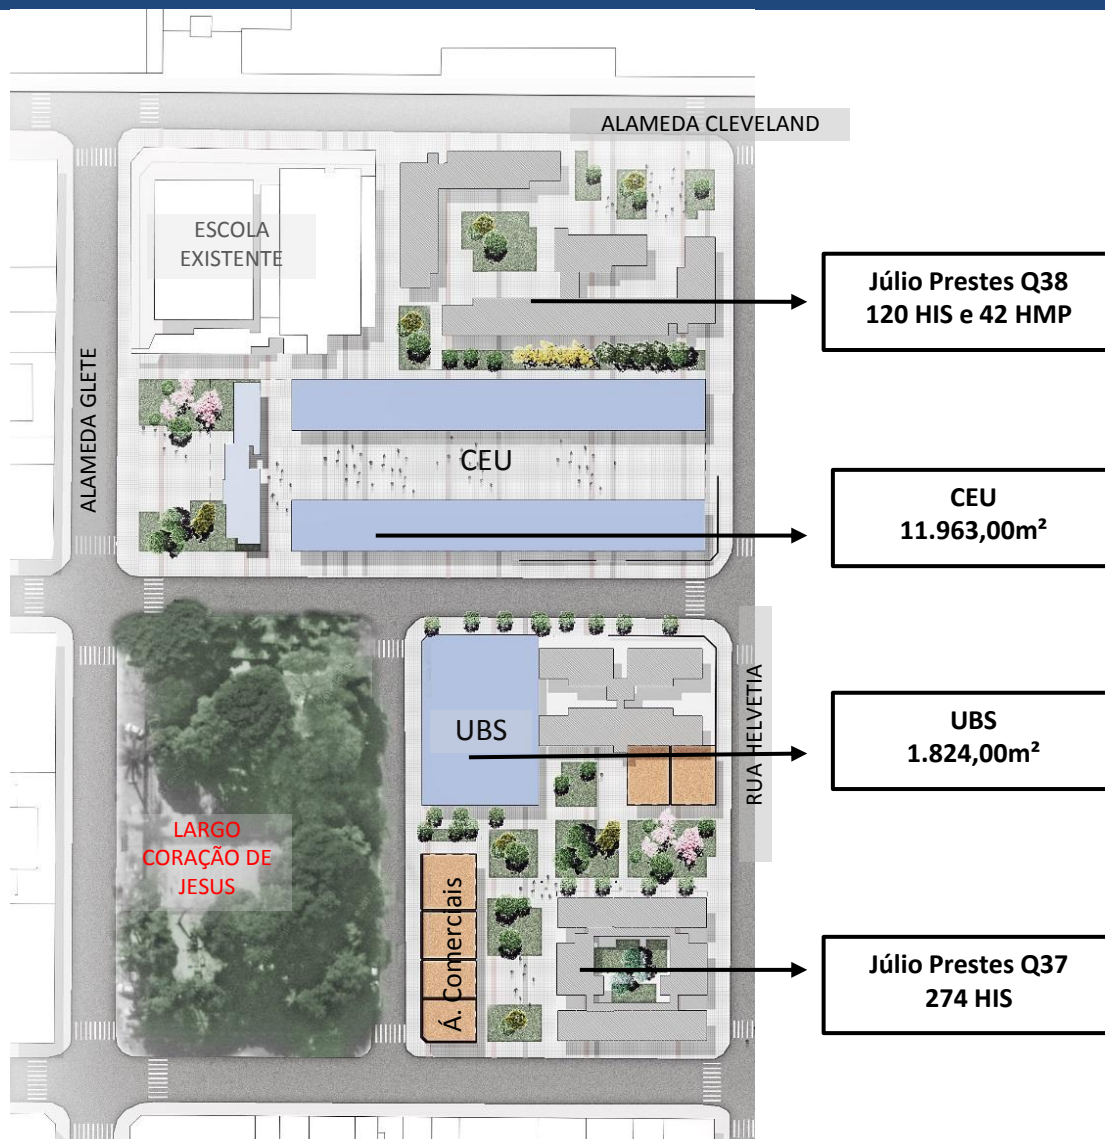 ALAMEDA CLEVELAND
ESCOLA
EXISTENTE
Júlio Prestes Q38
120 HIS e 42 HMP
ALAMEDA GLETE
CEU
CEU
11.963,00m²
UBS
RUA HELVETIA
UBS
1.824,00m²
LARGO
CORAÇÃO DE
JESUS
Á. Comerciais
Júlio Prestes Q37
274 HIS